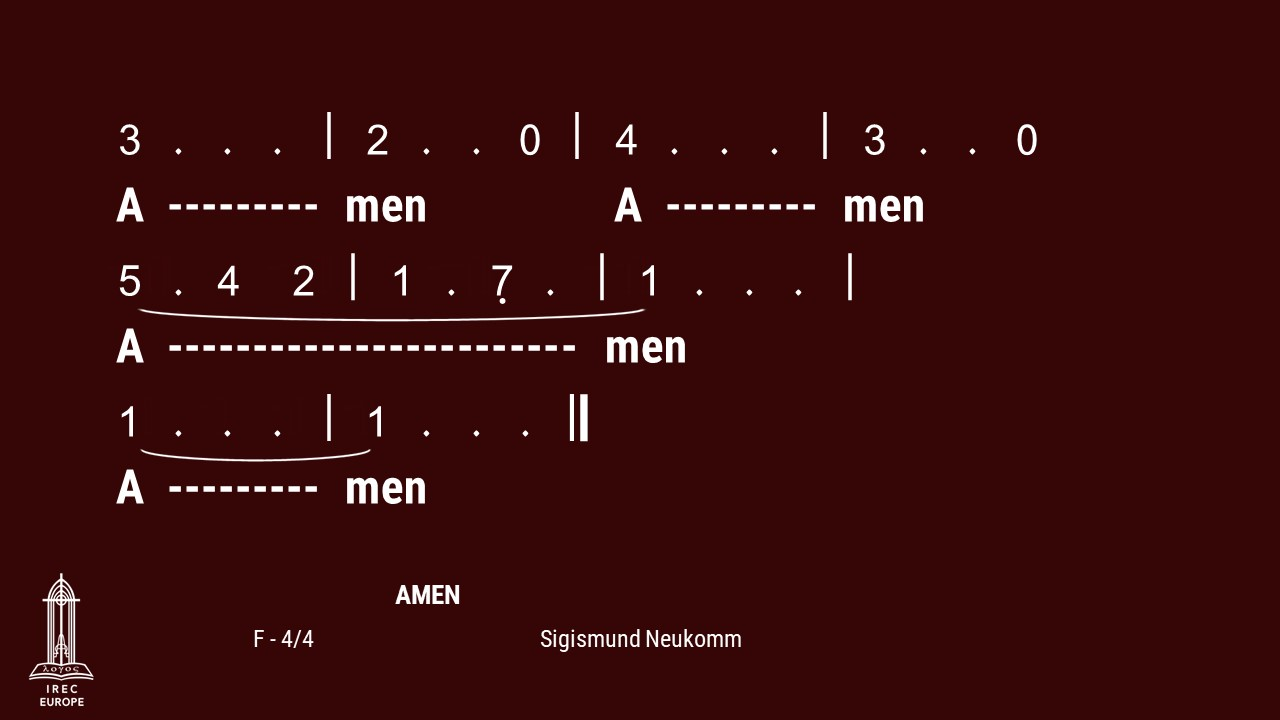 3 . . . | 2 . . 0 | 4 . . . | 3 . . 0
A --------- men A --------- men
5 . 4 2 | 1 . 7̣ . | 1 . . . |
A ------------------------ men
1 . . . | 1 . . . ‖
A --------- men
AMEN
F - 4/4 Sigismund Neukomm
λογος
IREC
EUROPE